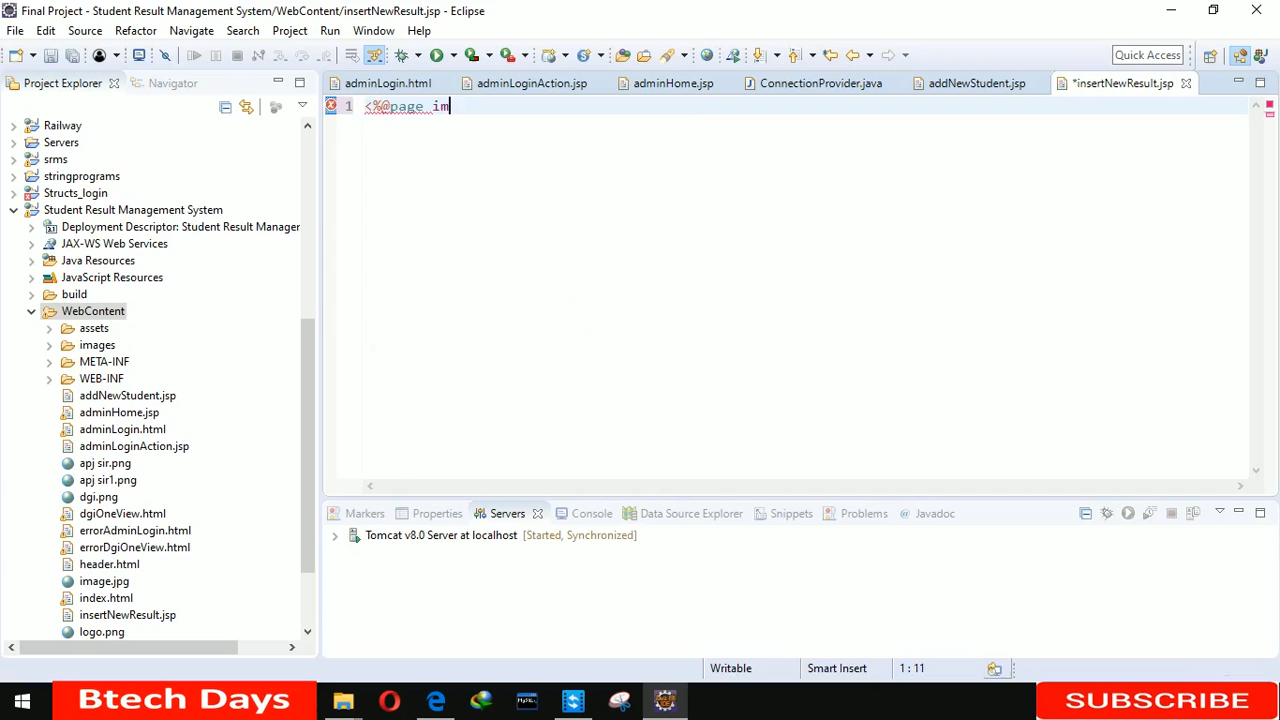 Final Project - Student Result Management System/WebContent/insertNewResult.jsp - Eclipse
File Edit Source Refactor Navigate Search Project Run Window Help
Quick Access
Project Explorer Navigator
adminLogin.html adminLoginAction.jsp adminHome.jsp ConnectionProvider.java addNewStudent.jsp *insertNewResult.jsp
1 <%@page im
Railway
Servers
srms
stringprograms
Structs_login
Student Result Management System
Deployment Descriptor: Student Result Manager
JAX-WS Web Services
Java Resources
JavaScript Resources
build
WebContent
assets
images
META-INF
WEB-INF
addNewStudent.jsp
adminHome.jsp
adminLogin.html
adminLoginAction.jsp
apj sir.png
apj sir1.png
dgi.png
dgiOneView.html
errorAdminLogin.html
errorDgiOneView.html
header.html
image.jpg
index.html
insertNewResult.jsp
logo.png
Markers Properties Servers Console Data Source Explorer Snippets Problems Javadoc
Tomcat v8.0 Server at localhost [Started, Synchronized]
Writable Smart Insert 1 : 11
Btech Days
SUBSCRIBE